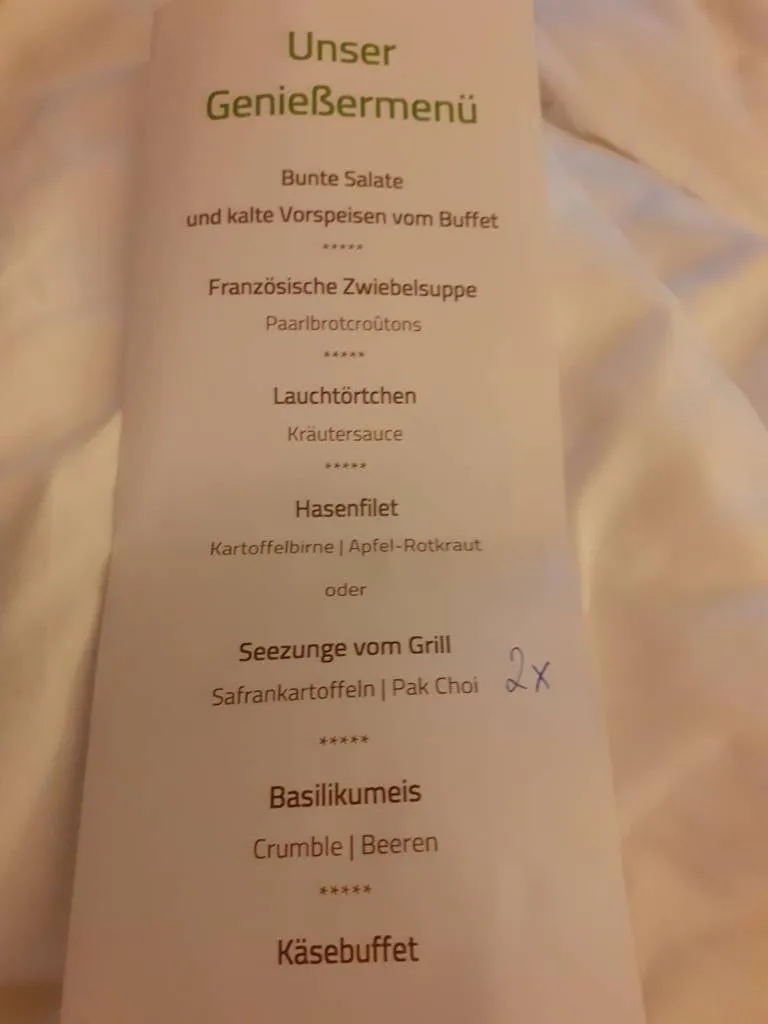 Unser
Genießermenü
Bunte Salate
und kalte Vorspeisen vom Buffet
*****
Französische Zwiebelsuppe
Paarlbrotcroûtons
*****
Lauchtörtchen
Kräutersauce
*****
Hasenfilet
Kartoffelbirne | Apfel-Rotkraut
oder
Seezunge vom Grill
Safrankartoffeln | Pak Choi 2x
*****
Basilikumeis
Crumble | Beeren
*****
Käsebuffet